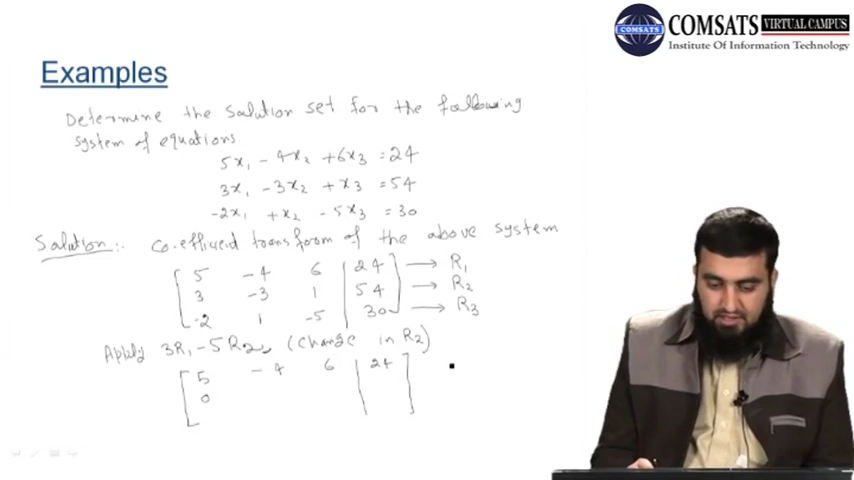 COMSATS
COMSATS VIRTUAL CAMPUS
Institute Of Information Technology
Examples
Determine the solution set for the following
system of equations.
5x₁ - 4x₂ + 6x₃ = 24
3x₁ - 3x₂ + x₃ = 54
-2x₁ + x₂ - 5x₃ = 30
Solution:- Co-efficient transform of the above system
5 -4 6 | 24 → R₁
3 -3 1 | 54 → R₂
-2 1 -5 | 30 → R₃
Apply 3R₁ - 5R₂, (Change in R₂)
5 -4 6 | 24
0